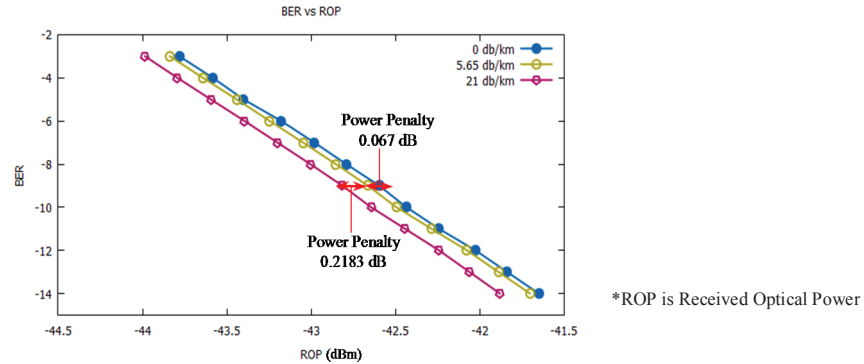 BER vs ROP
-2
-4
-6
-8
-10
-12
-14
BER
0 db/km
5.65 db/km
21 db/km
Power Penalty
0.067 dB
Power Penalty
0.2183 dB
-44.5
-44
-43.5
-43
-42.5
-42
-41.5
ROP (dBm)
*ROP is Received Optical Power